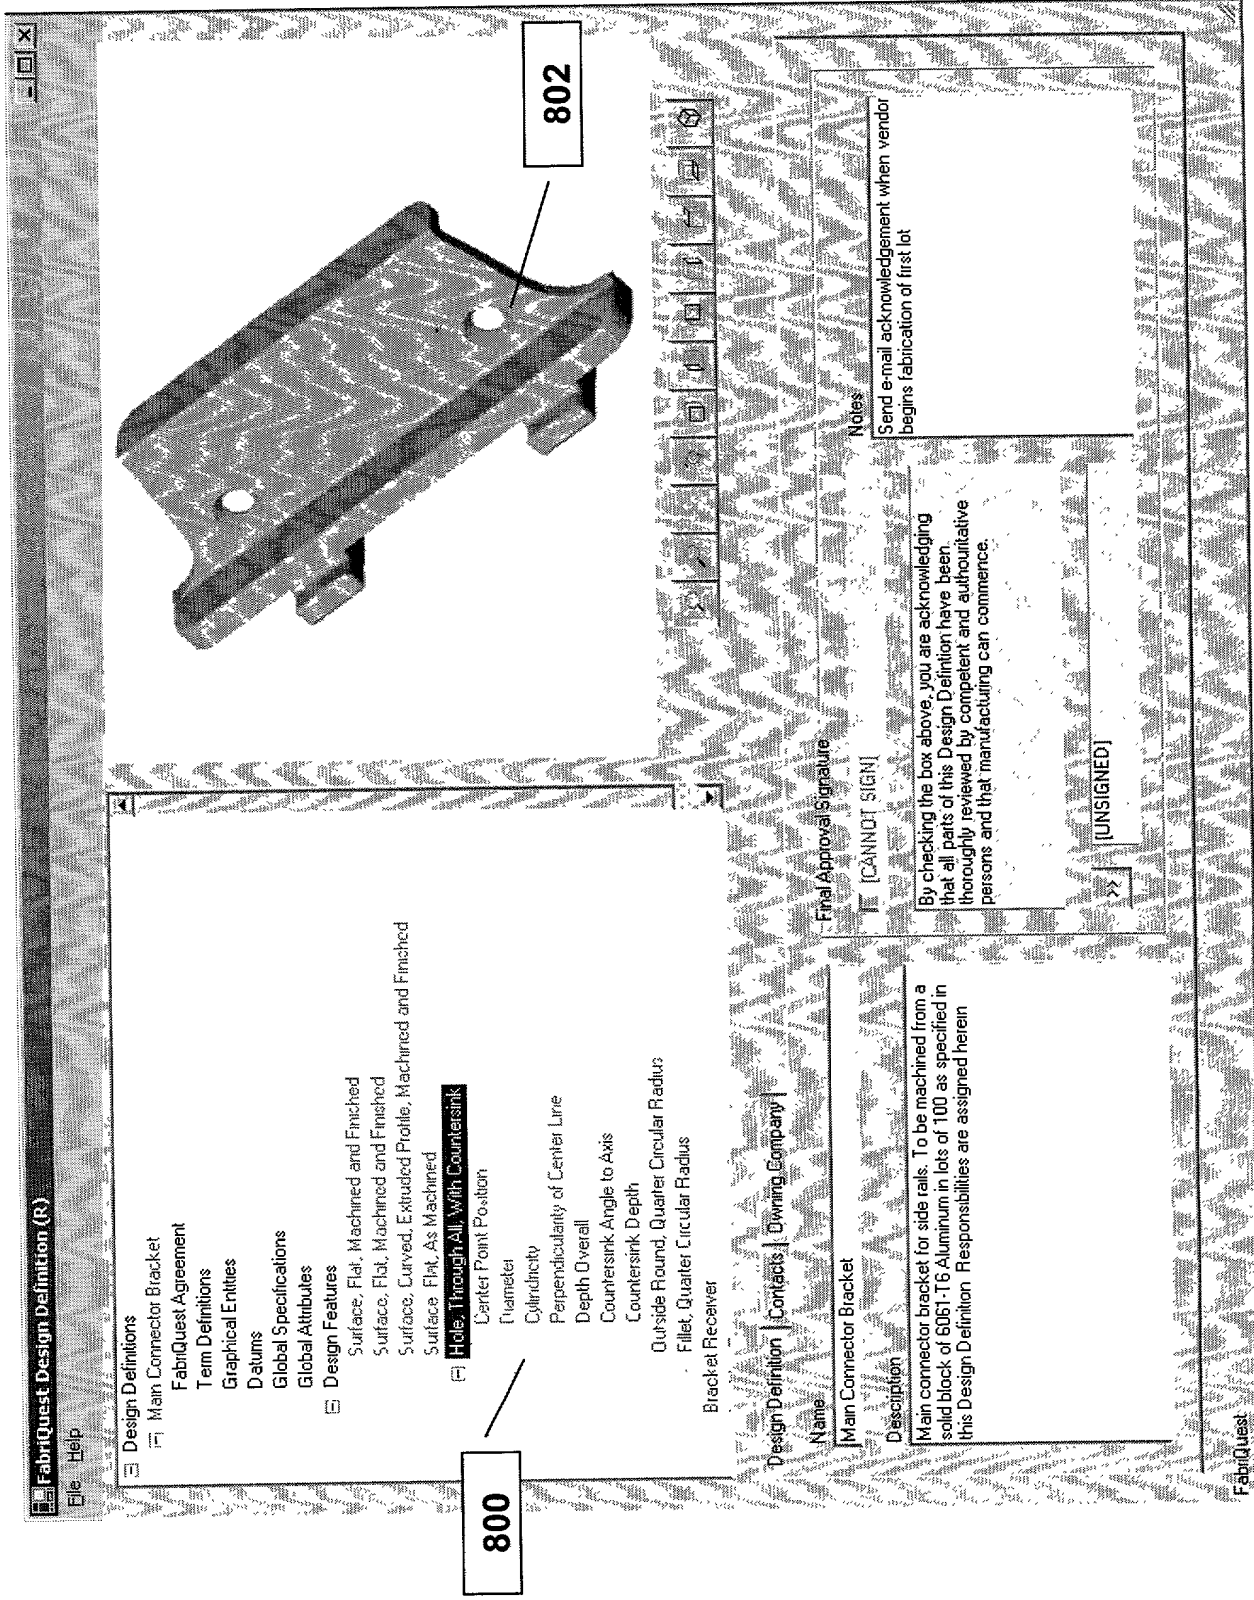 FabriQuest Design Definition (R)
File Help
Design Definitions
Main Connector Bracket
FabriQuest Agreement
Term Definitions
Graphical Entities
Datums
Global Specifications
Global Attributes
Design Features
Surface, Flat, Machined and Finished
Surface, Flat, Machined and Finished
Surface, Curved, Extruded Profile, Machined and Finished
Surface Flat, As Machined
Hole, Through All, With Countersink
Center Point Position
Diameter
Cylindricity
Perpendicularity of Center Line
Depth Overall
Countersink Angle to Axis
Countersink Depth
Outside Round, Quarter Circular Radius
Fillet, Quarter Circular Radius
Bracket Receiver
800
802
Design Definition Contacts Owning Company
Name
Main Connector Bracket
Description
Main connector bracket for side rails. To be machined from a
solid block of 6061-T6 Aluminum in lots of 100 as specified in
this Design Definition Responsibilities are assigned herein
Final Approval Signature
[CANNOT SIGN]
By checking the box above, you are acknowledging
that all parts of this Design Defintion have been
thoroughly reviewed by competent and authouritative
persons and that manufacturing can commence.
>>
[UNSIGNED]
Notes
Send e-mail acknowledgement when vendor
begins fabrication of first lot
FabriQuest